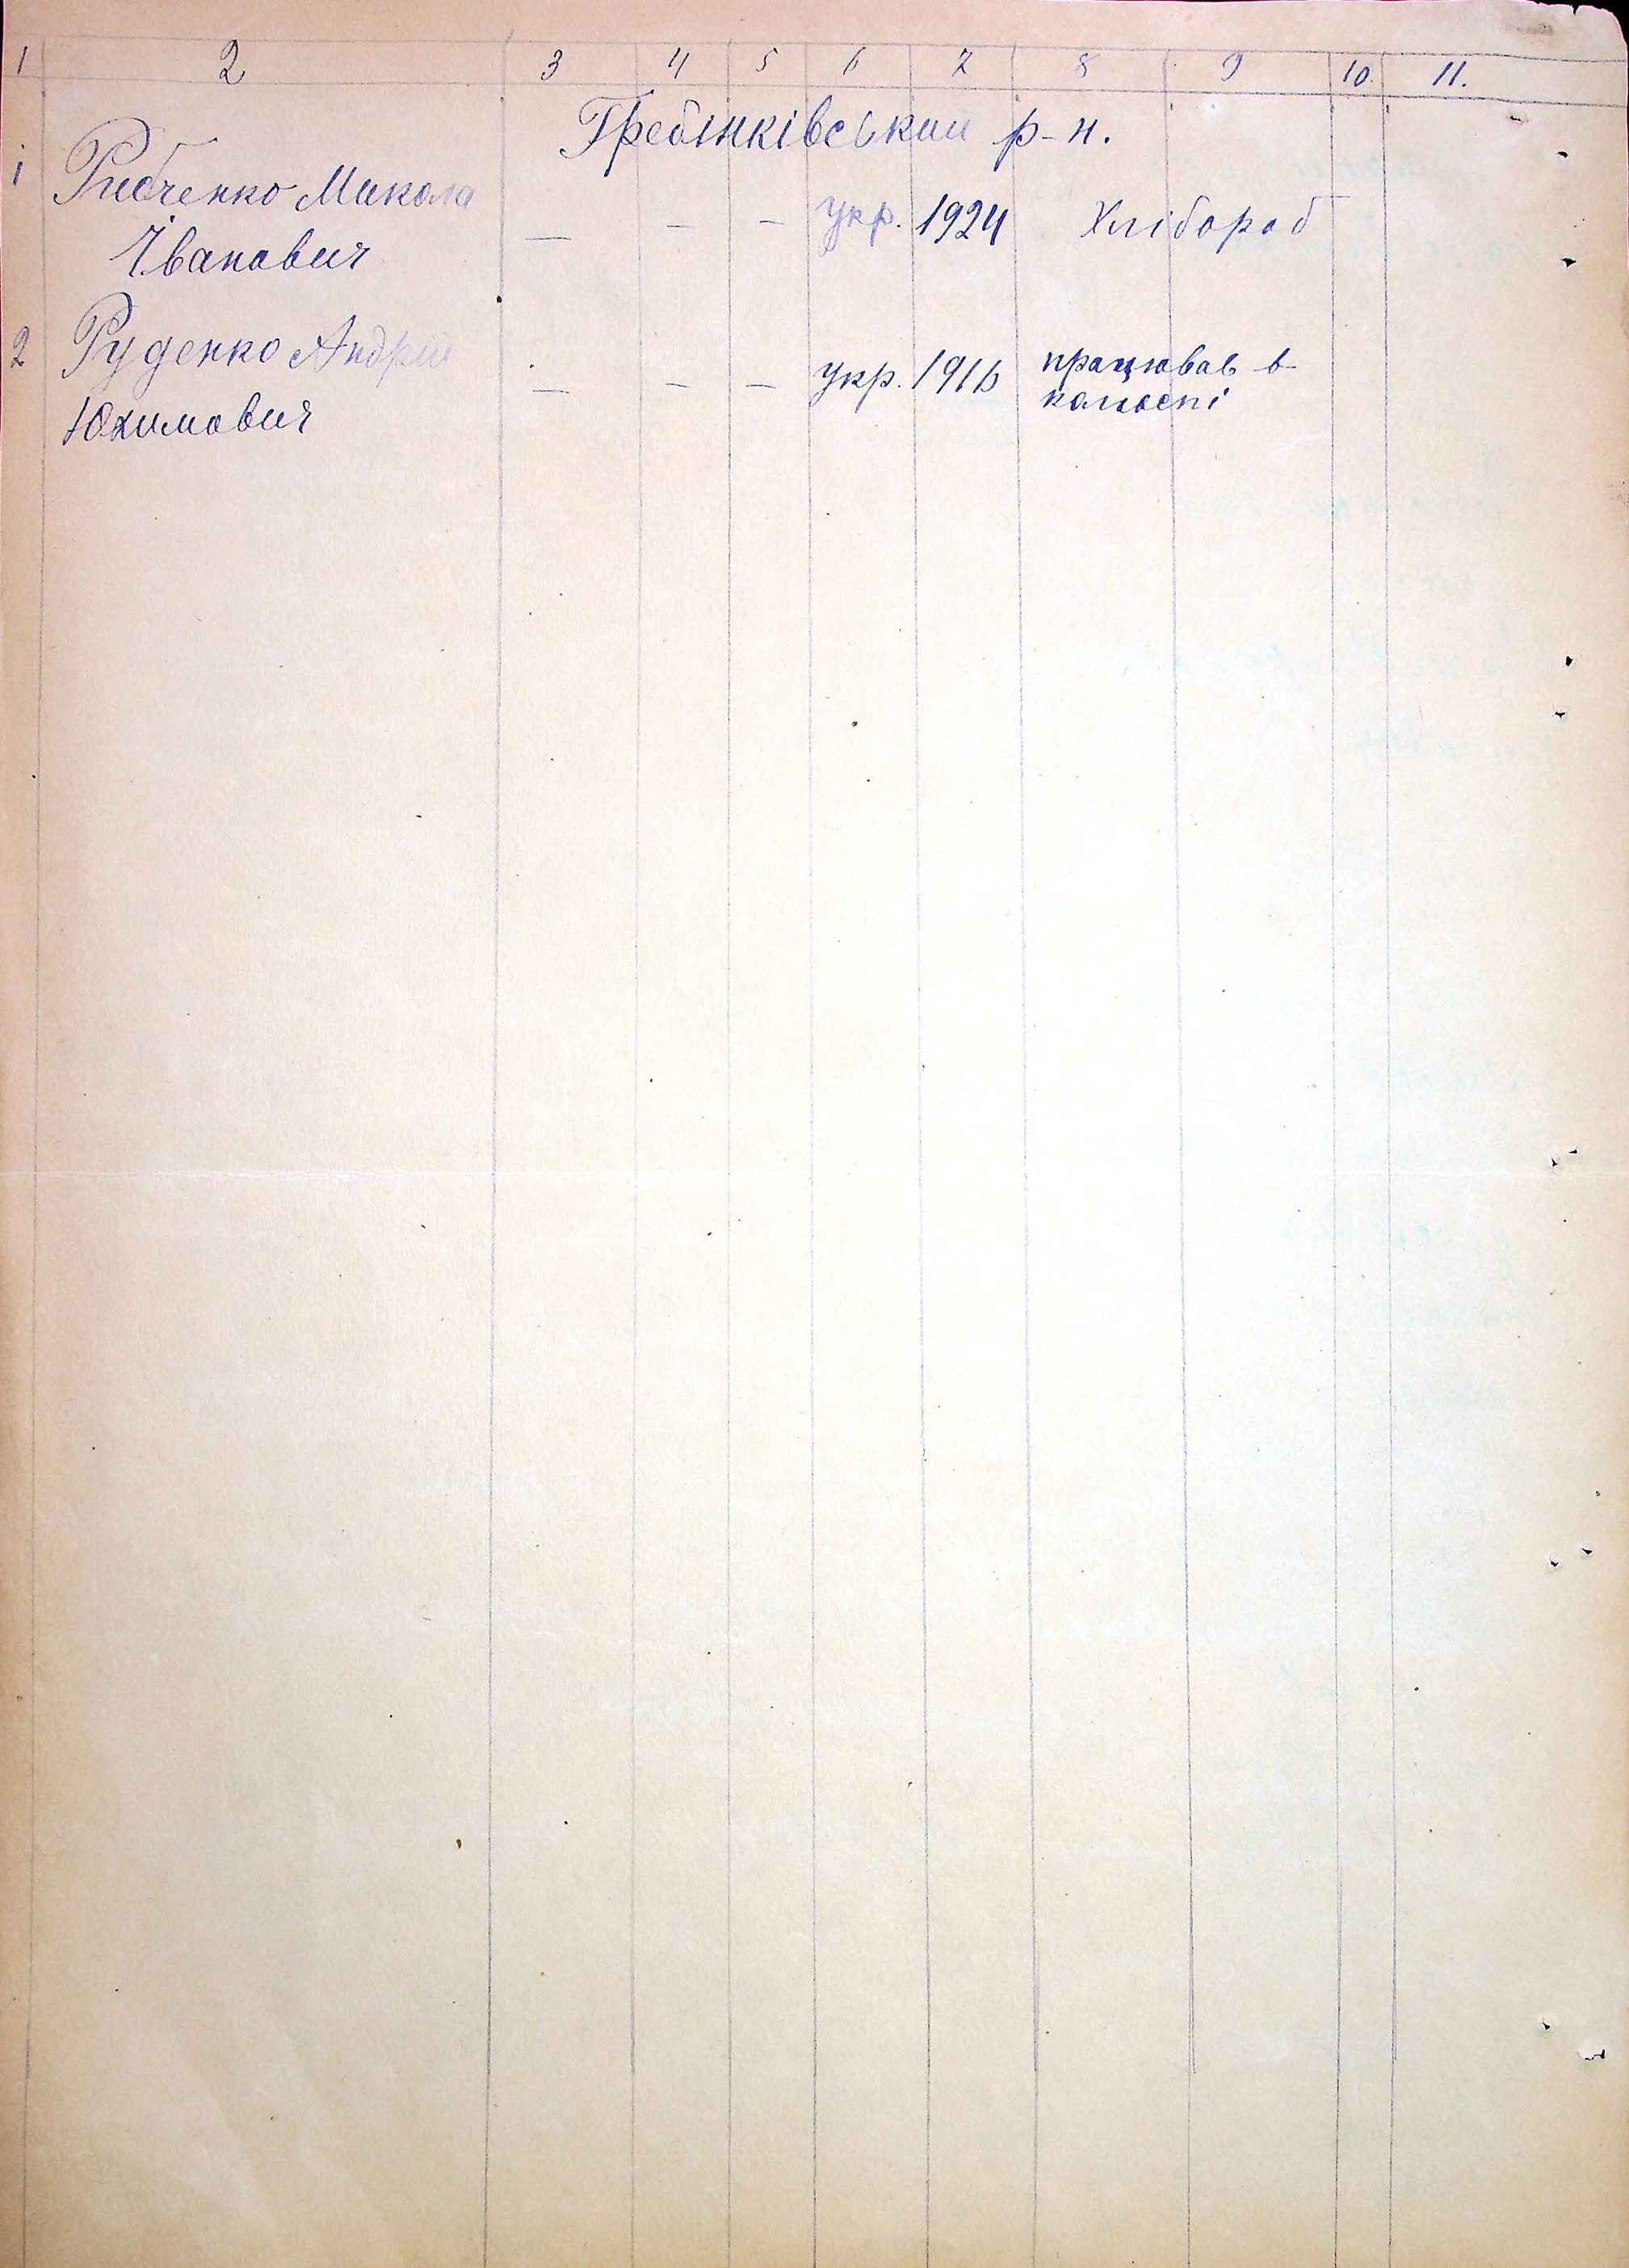 1 2 3 4 5 6 7 8 9 10. 11.
Гребінківський р-н.
1 Рибченко Микола
Іванович — — — укр. 1924 Хлібороб
2 Руденко Андрій
Юхимович — — — укр. 1916 працював в
колгоспі